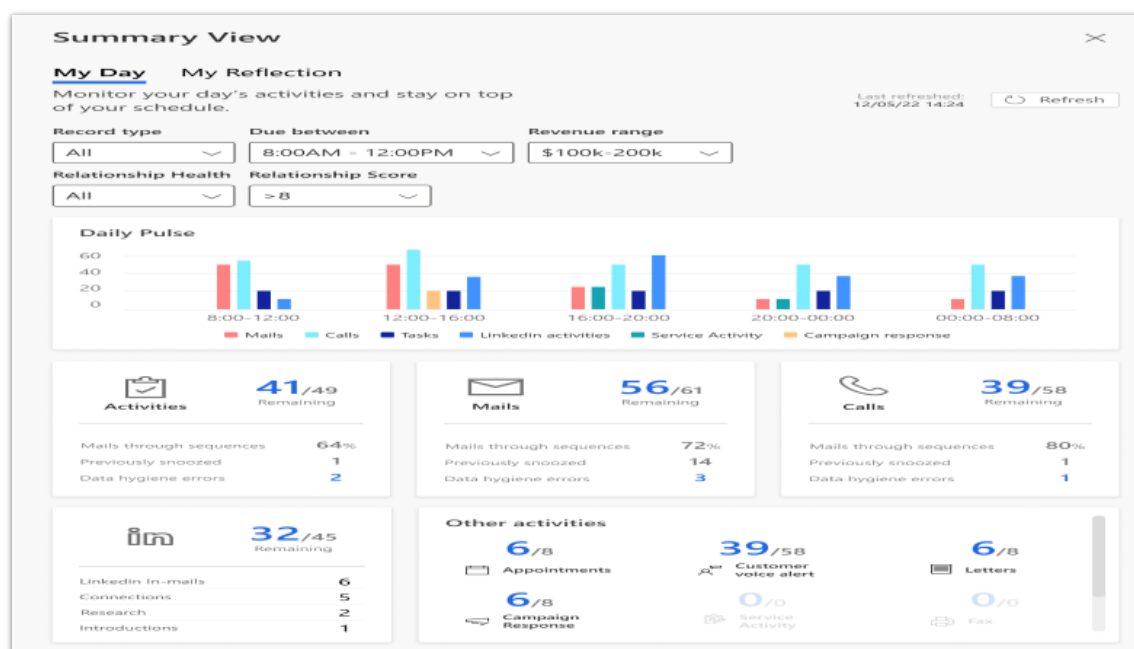 Summary View
My Day My Reflection
Monitor your day's activities and stay on top
of your schedule.
Last refreshed:
12/05/22 14:24
Refresh
Record type Due between Revenue range
All 8:00AM - 12:00PM $100k-200k
Relationship Health Relationship Score
All >8
Daily Pulse
60
40
20
0
8:00-12:00 12:00-16:00 16:00-20:00 20:00-00:00 00:00-08:00
Mails Calls Tasks Linkedin activities Service Activity Campaign response
Activities
41/49
Remaining
Mails through sequences 64%
Previously snoozed 1
Data hygiene errors 2
Mails
56/61
Remaining
Mails through sequences 72%
Previously snoozed 14
Data hygiene errors 3
Calls
39/58
Remaining
Mails through sequences 80%
Previously snoozed 1
Data hygiene errors 1
in
32/45
Remaining
Linkedin In-mails 6
Connections 5
Research 2
Introductions 1
Other activities
6/8
Appointments
39/58
Customer
voice alert
6/8
Letters
6/8
Campaign
Response
0/0
Service
Activity
0/0
Fax